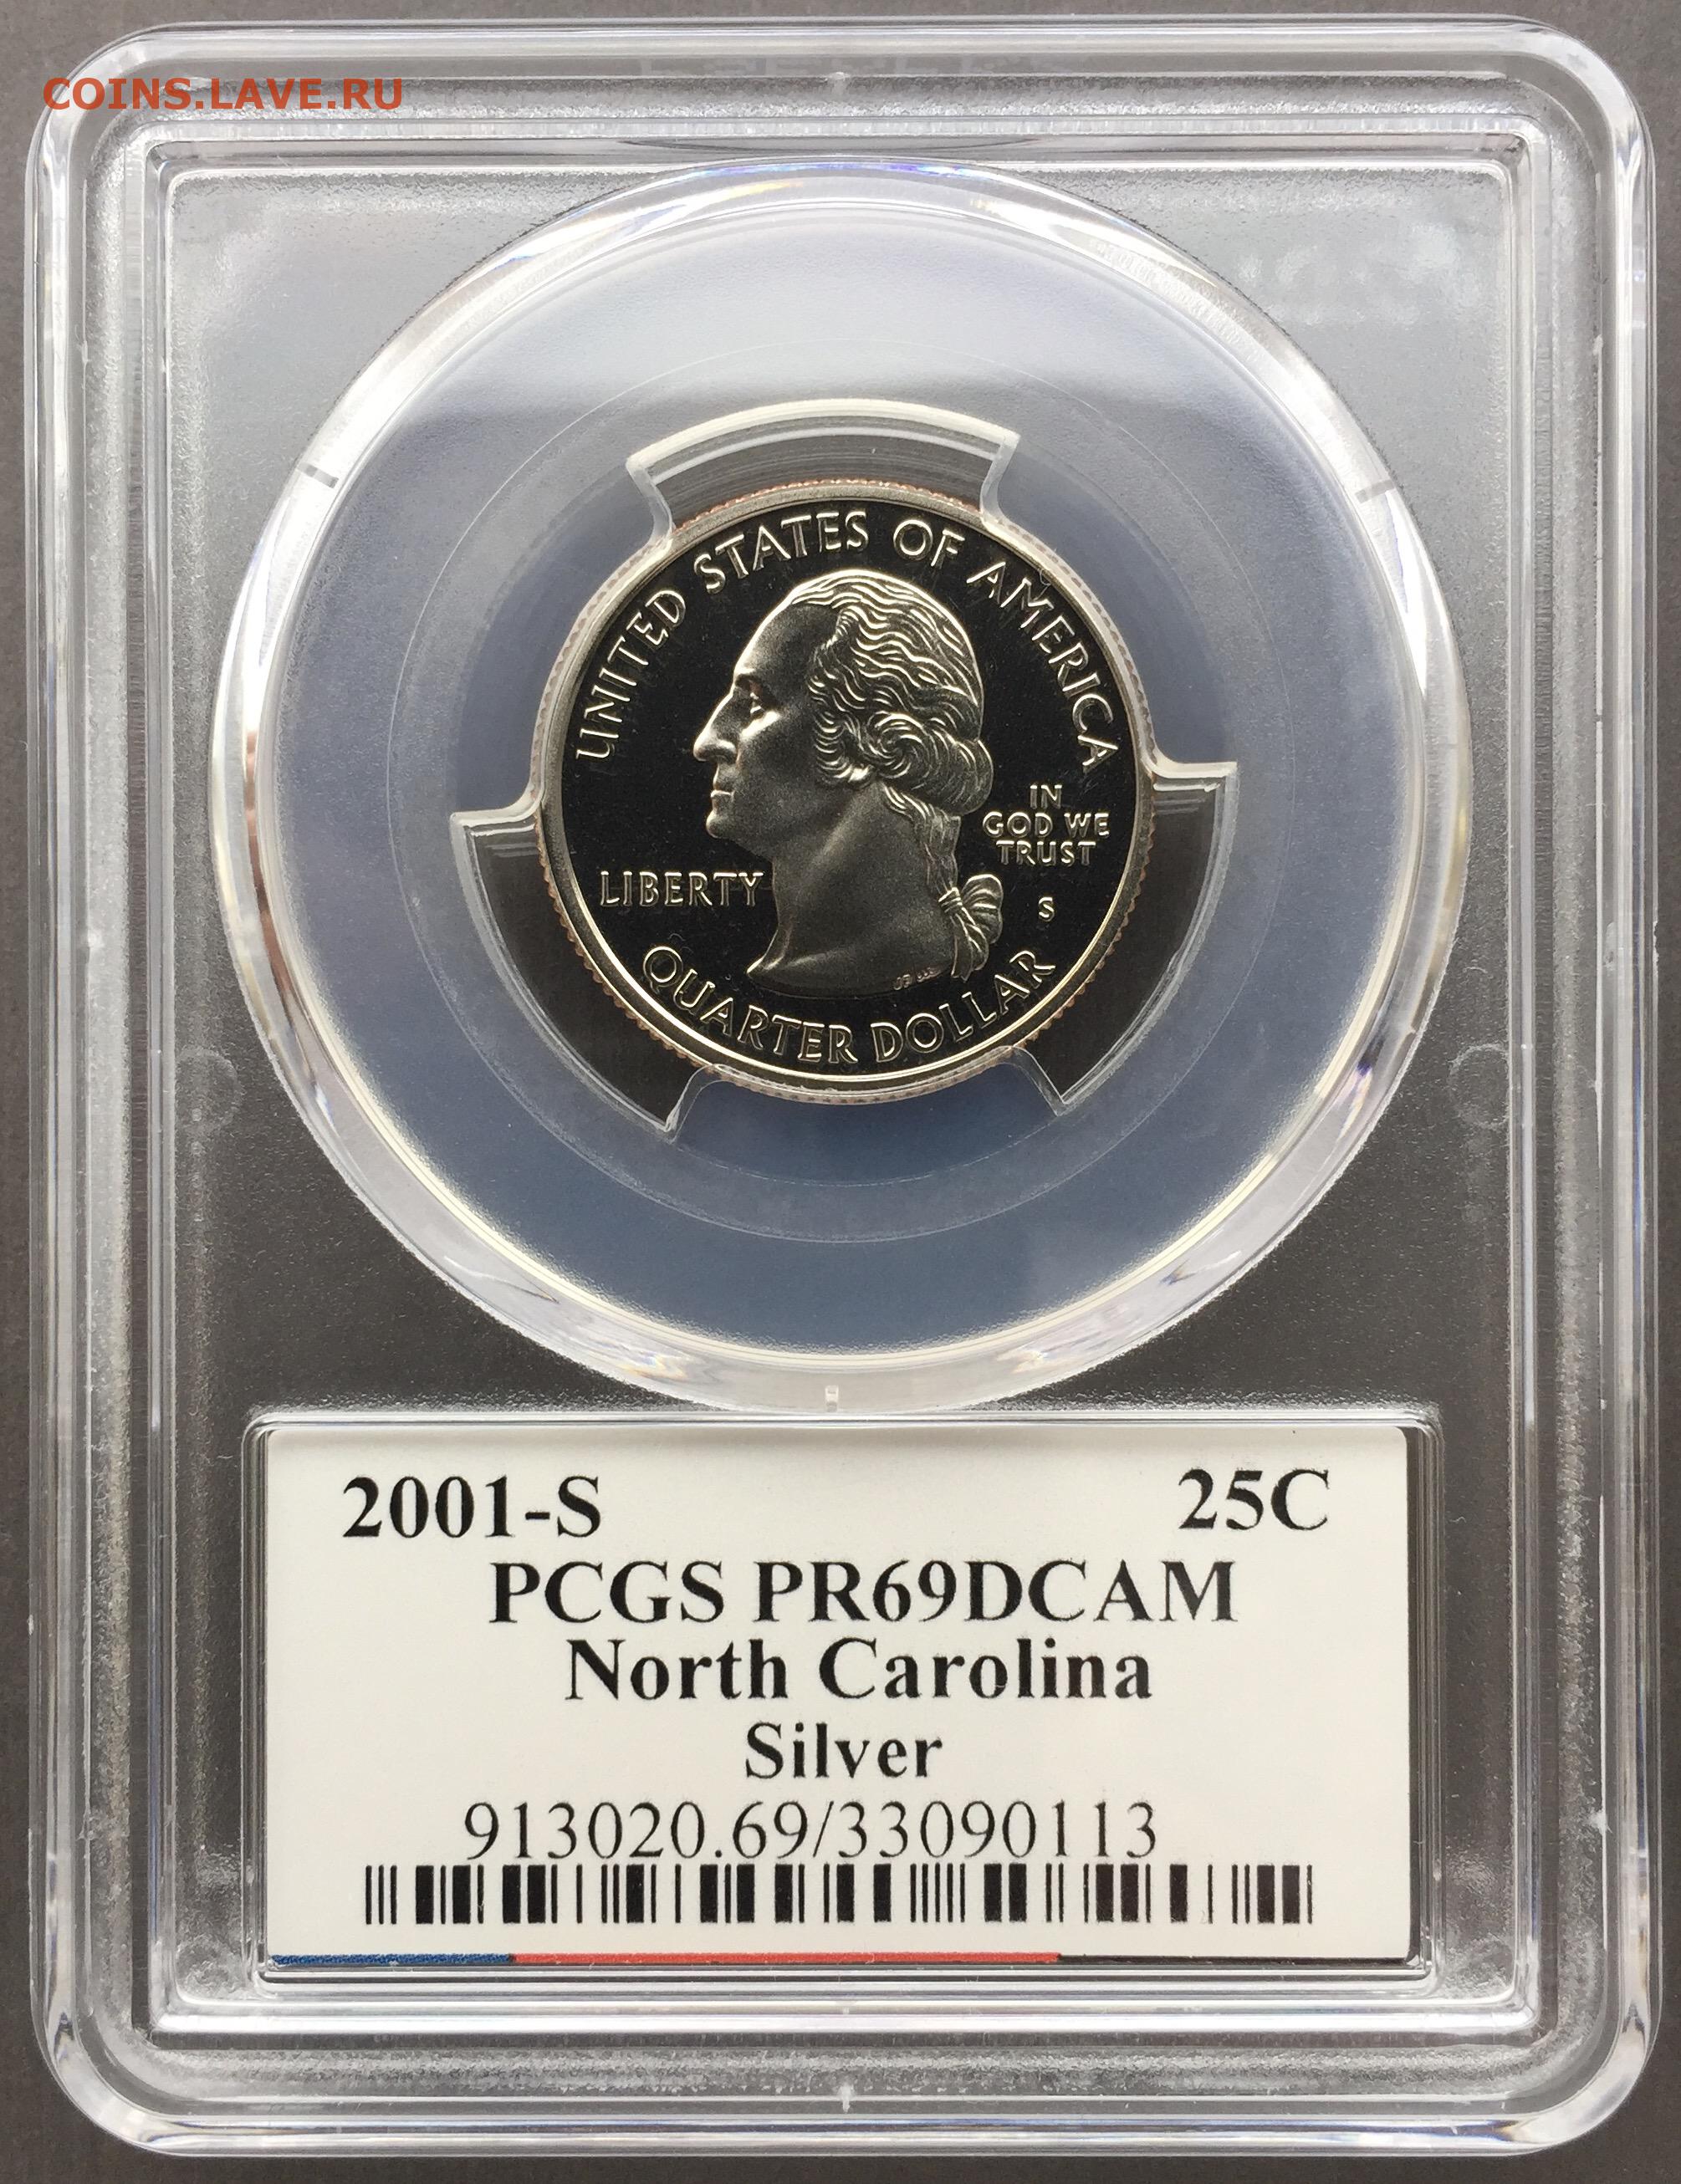 COINS.LAVE.RU
UNITED STATES OF AMERICA
IN
GOD WE
TRUST
LIBERTY
S
QUARTER DOLLAR
2001-S 25C
PCGS PR69DCAM
North Carolina
Silver
913020.69/33090113